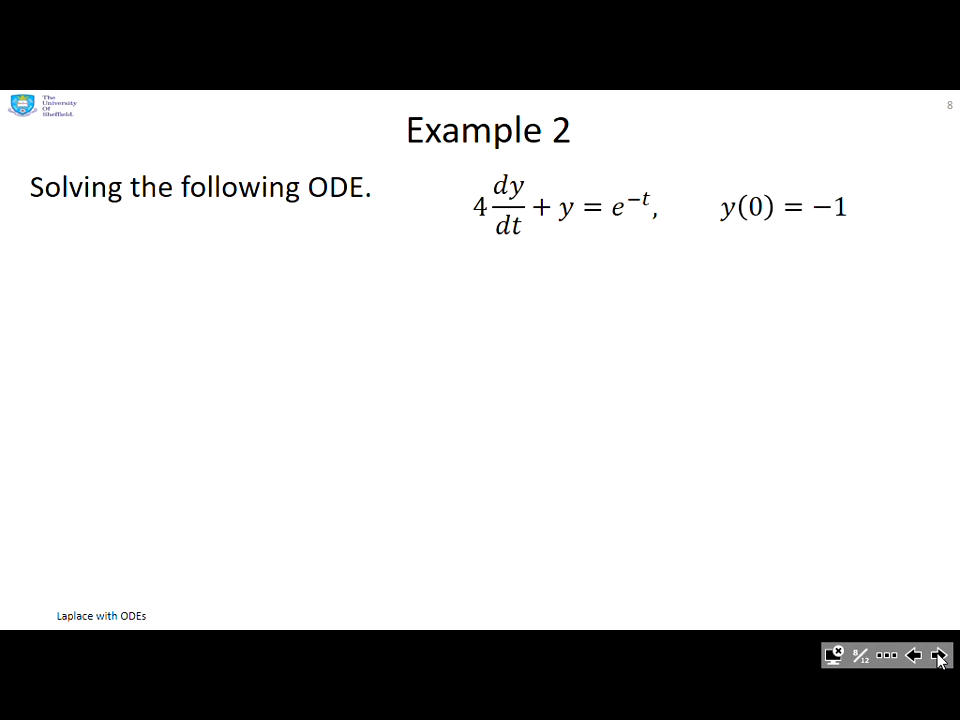 The
University
Of
Sheffield.
8
Example 2
Solving the following ODE.
4 dy/dt + y = e^{-t}, y(0) = −1
Laplace with ODEs
8/12